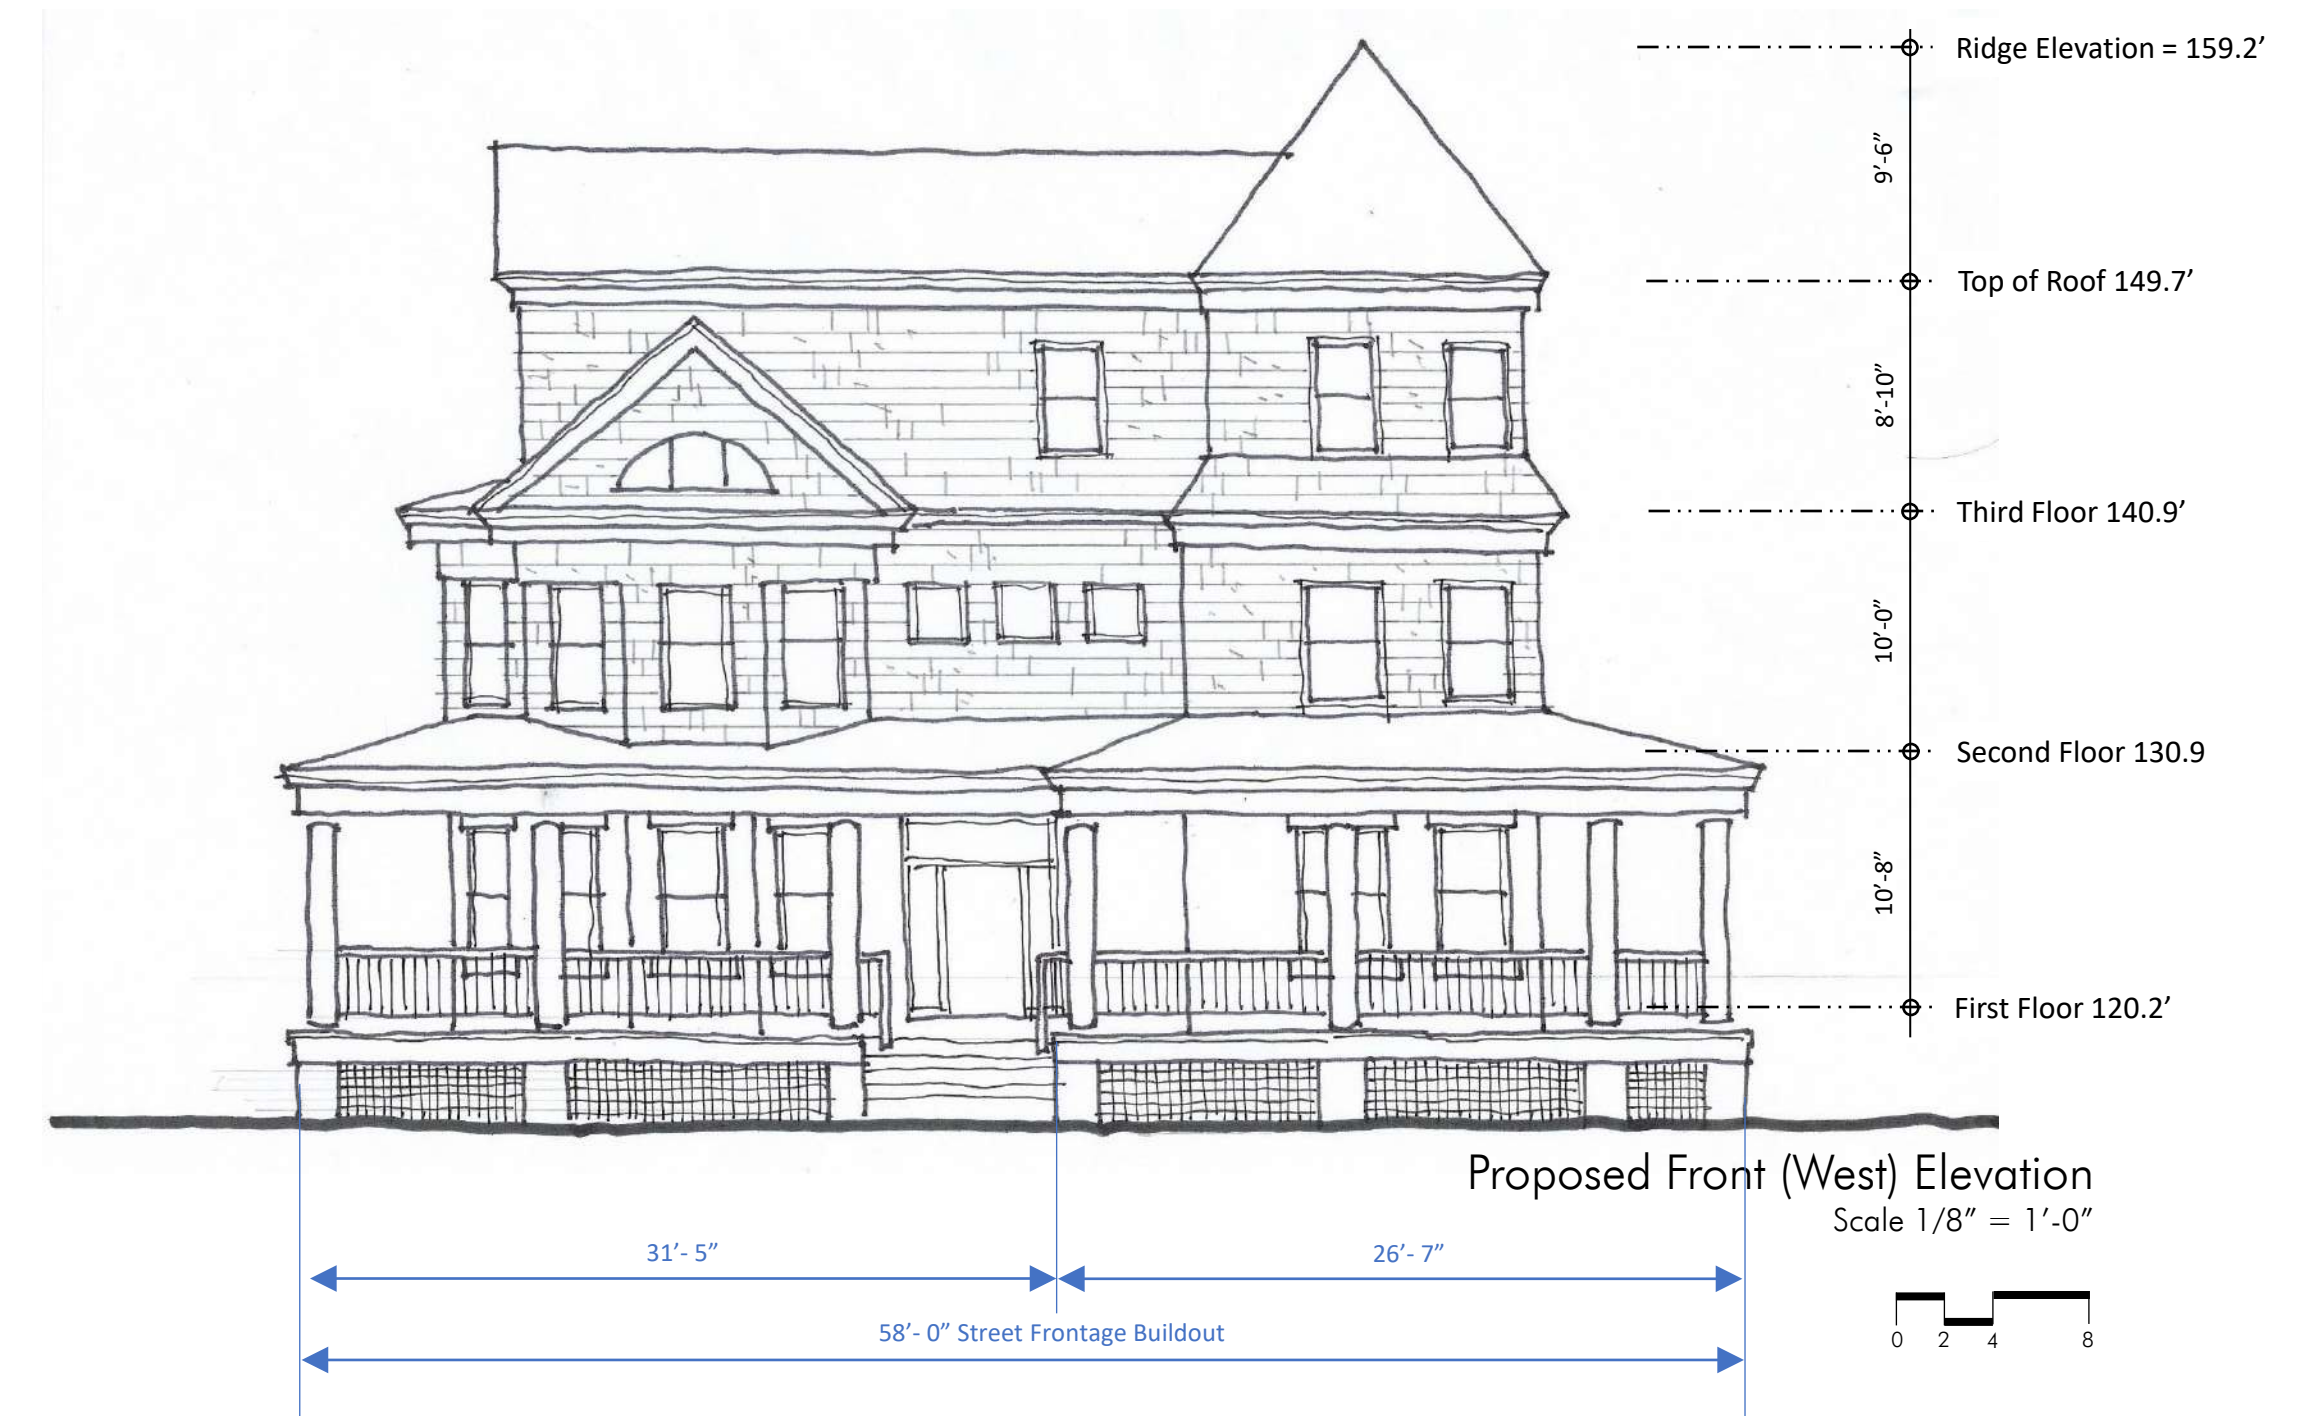 Ridge Elevation = 159.2’
9’-6”
Top of Roof 149.7’
8’-10”
Third Floor 140.9’
10’-0”
Second Floor 130.9
10’-8”
First Floor 120.2’
Proposed Front (West) Elevation
Scale 1/8” = 1’-0”
31’- 5”
26’- 7”
58’- 0” Street Frontage Buildout
0 2 4 8